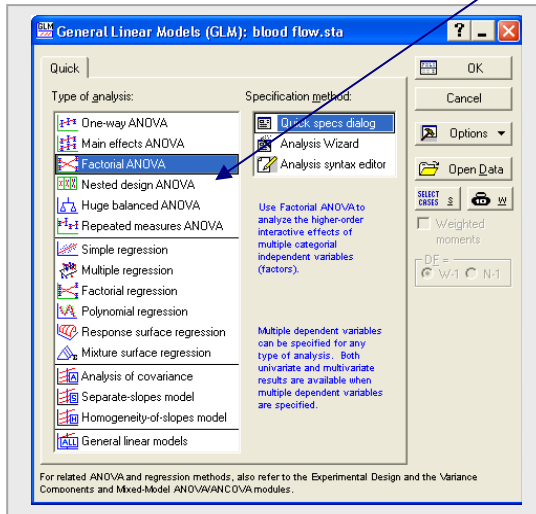 General Linear Models (GLM): blood flow.sta
Quick
Type of analysis:
One-way ANOVA
Main effects ANOVA
Factorial ANOVA
Nested design ANOVA
Huge balanced ANOVA
Repeated measures ANOVA
Simple regression
Multiple regression
Factorial regression
Polynomial regression
Response surface regression
Mixture surface regression
Analysis of covariance
Separate-slopes model
Homogeneity-of-slopes model
ALL General linear models
Specification method:
Quick specs dialog
Analysis Wizard
Analysis syntax editor
Use Factorial ANOVA to
analyze the higher-order
interactive effects of
multiple categorial
independent variables
(factors).
Multiple dependent variables
can be specified for any
type of analysis. Both
univariate and multivariate
results are available when
multiple dependent variables
are specified.
OK
Cancel
Options
Open Data
SELECT
CASES S W
Weighted
moments
DF =
W-1 N-1
For related ANOVA and regression methods, also refer to the Experimental Design and the Variance
Components and Mixed-Model ANOVA/ANCOVA modules.